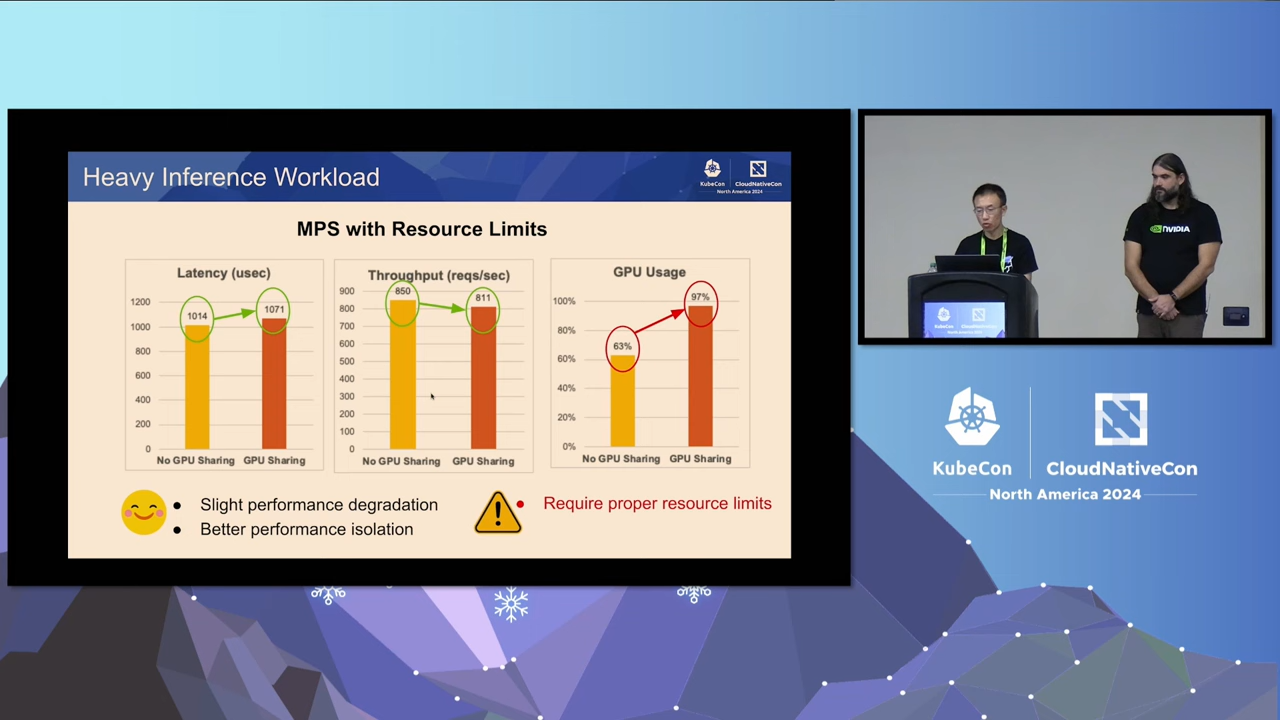 Heavy Inference Workload
KubeCon
CloudNativeCon
North America 2024
MPS with Resource Limits
Latency (usec)
1200
1000
800
600
400
200
0
1014
1071
No GPU Sharing
GPU Sharing
Throughput (reqs/sec)
900
800
700
600
500
400
300
200
100
0
850
811
No GPU Sharing
GPU Sharing
GPU Usage
100%
80%
60%
40%
20%
0%
63%
97%
No GPU Sharing
GPU Sharing
• Slight performance degradation
• Better performance isolation
!
• Require proper resource limits
NVIDIA
KubeCon
CloudNativeCon
North America 2024